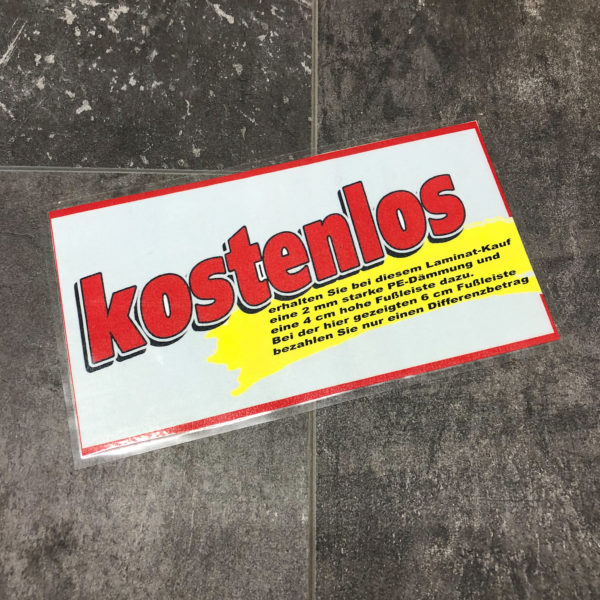 kostenlos
erhalten Sie bei diesem Laminat-Kauf
eine 2 mm starke PE-Dämmung und
eine 4 cm hoho Fußleiste dazu.
Bei der hier gezeigten 6 cm Fußleiste
bezahlen Sie nur einen Differenzbetrag